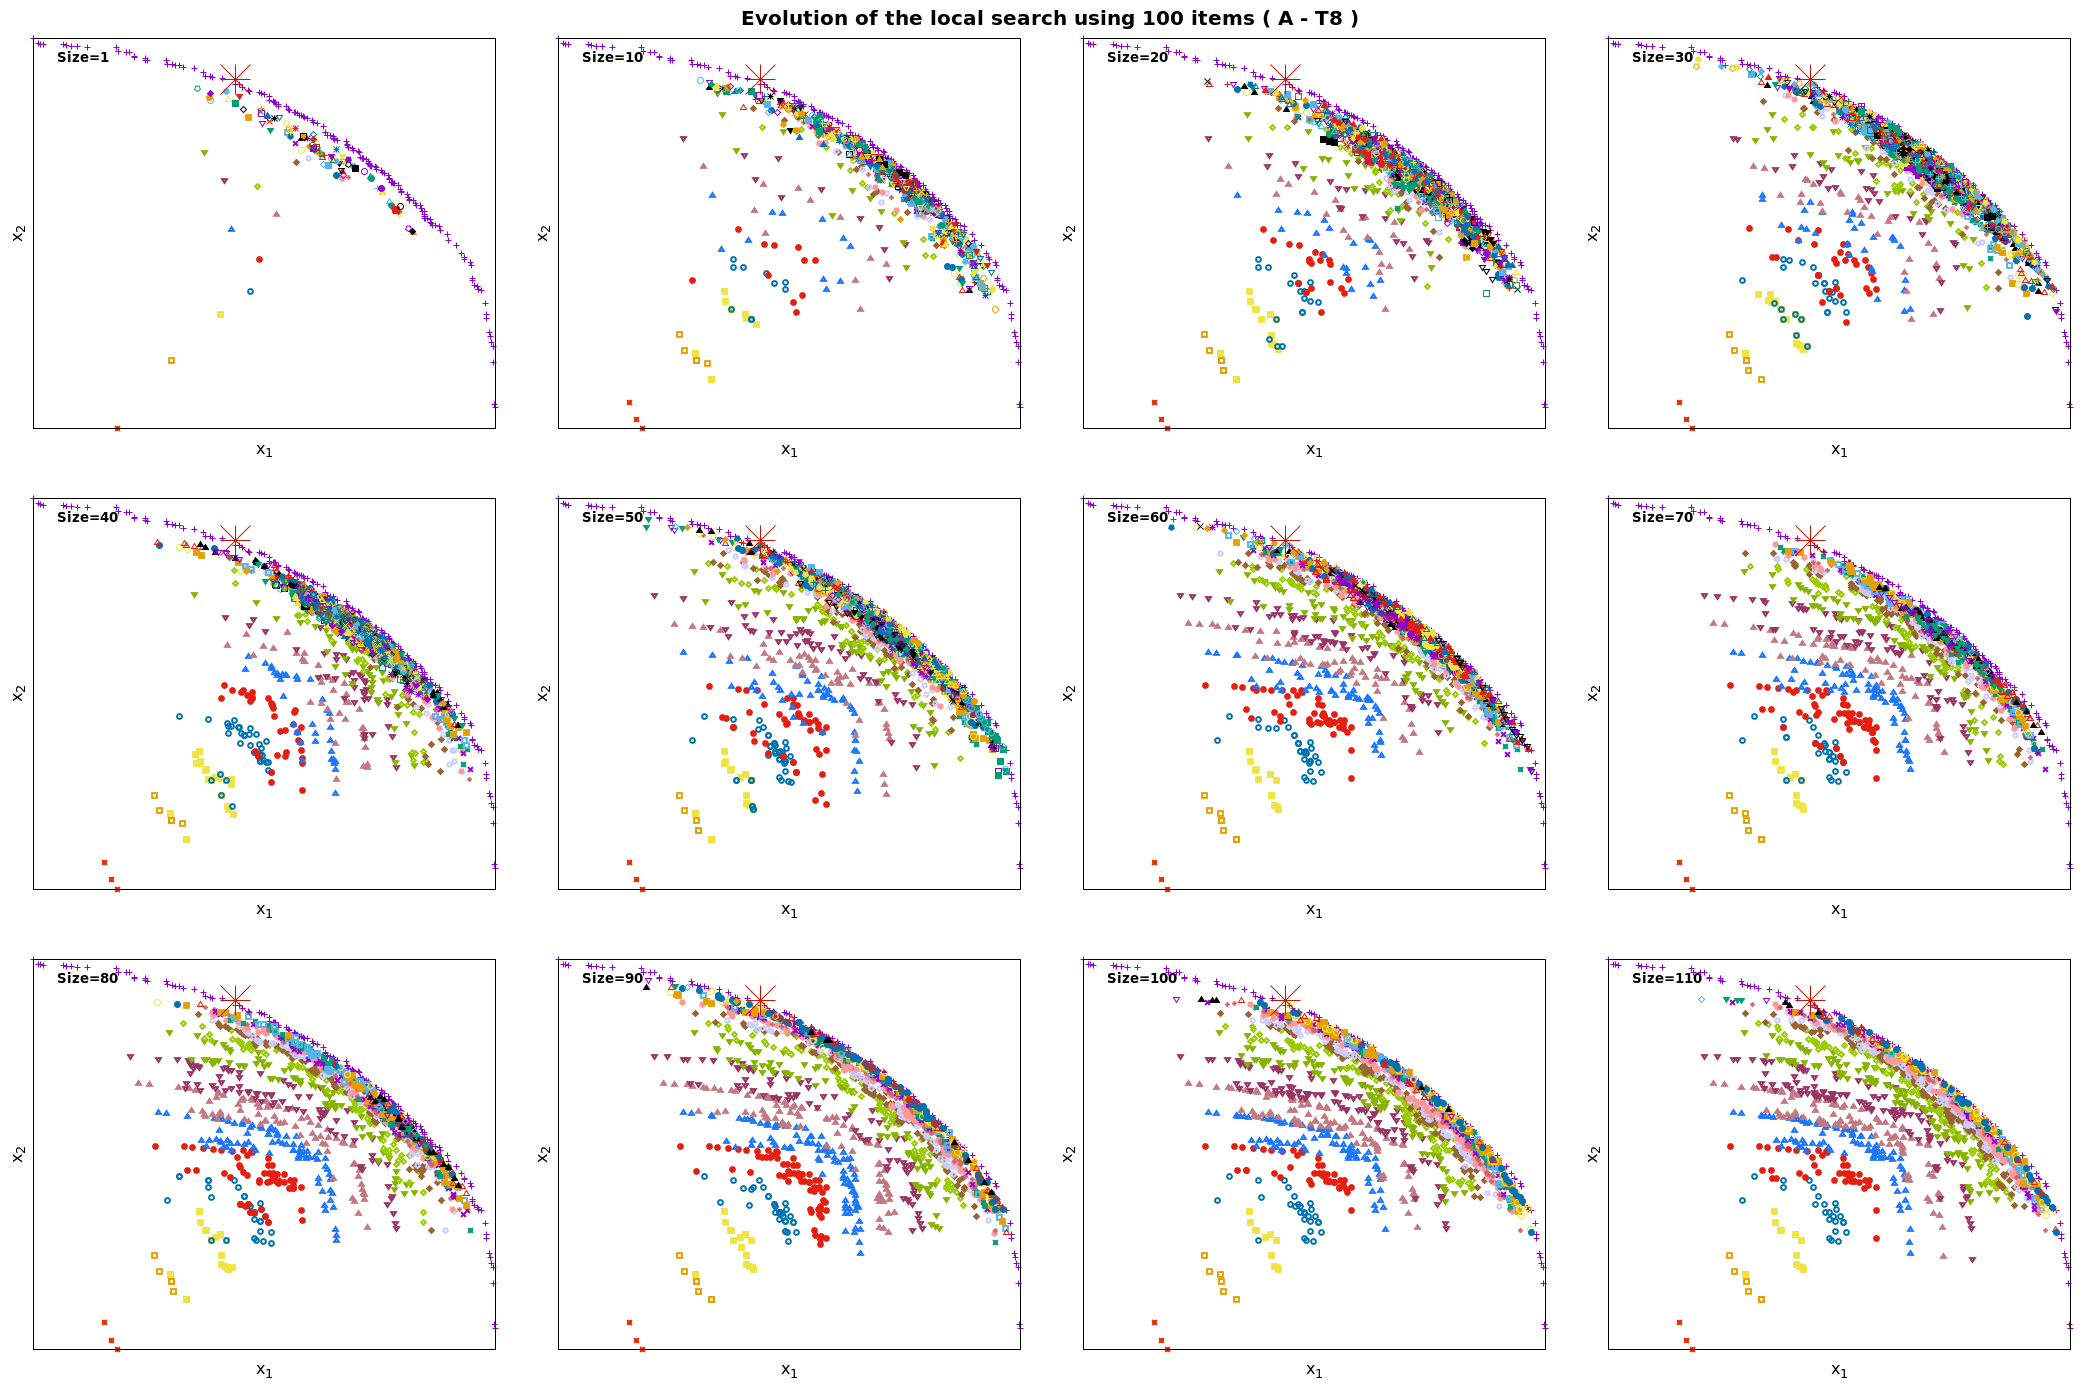 Evolution of the local search using 100 items ( A - T8 )
Size=1
Size=10
Size=20
Size=30
x2
x2
x2
x2
x1
x1
x1
x1
Size=40
Size=50
Size=60
Size=70
x2
x2
x2
x2
x1
x1
x1
x1
Size=80
Size=90
Size=100
Size=110
x2
x2
x2
x2
x1
x1
x1
x1